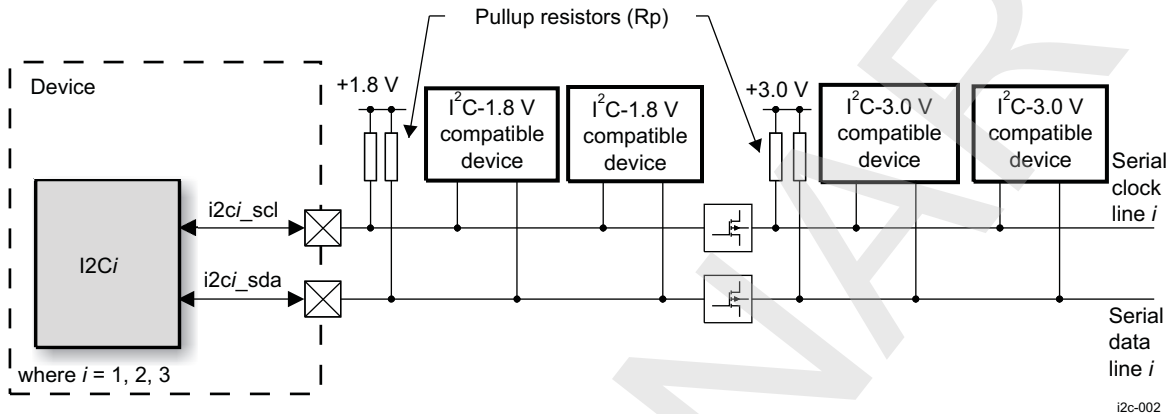 Pullup resistors (Rp)
Device
+1.8 V
I²C-1.8 V
compatible
device
I²C-1.8 V
compatible
device
+3.0 V
I²C-3.0 V
compatible
device
I²C-3.0 V
compatible
device
Serial
clock
line i
i2ci_scl
I2Ci
i2ci_sda
Serial
data
line i
where i = 1, 2, 3
i2c-002